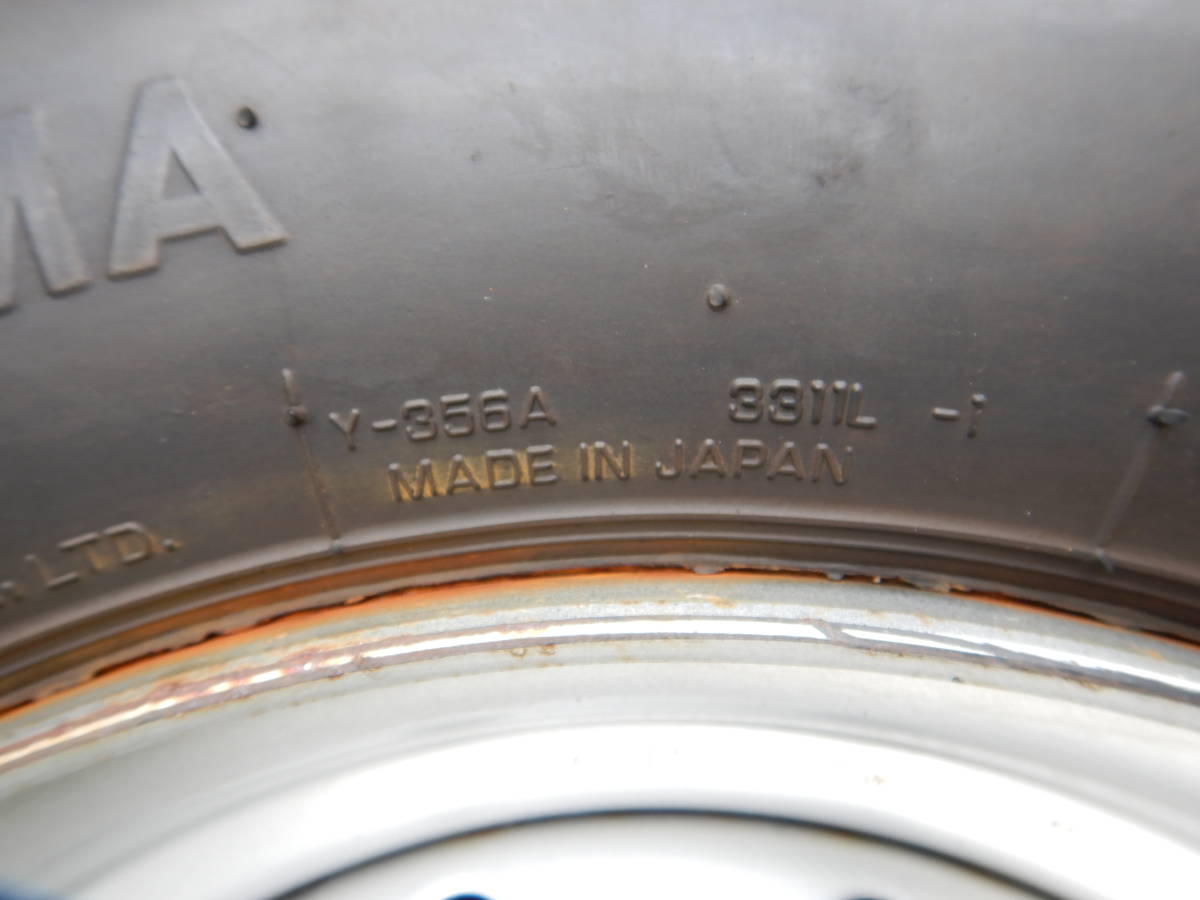 MA
Y-356A 3311L -1
MADE IN JAPAN
LTD.